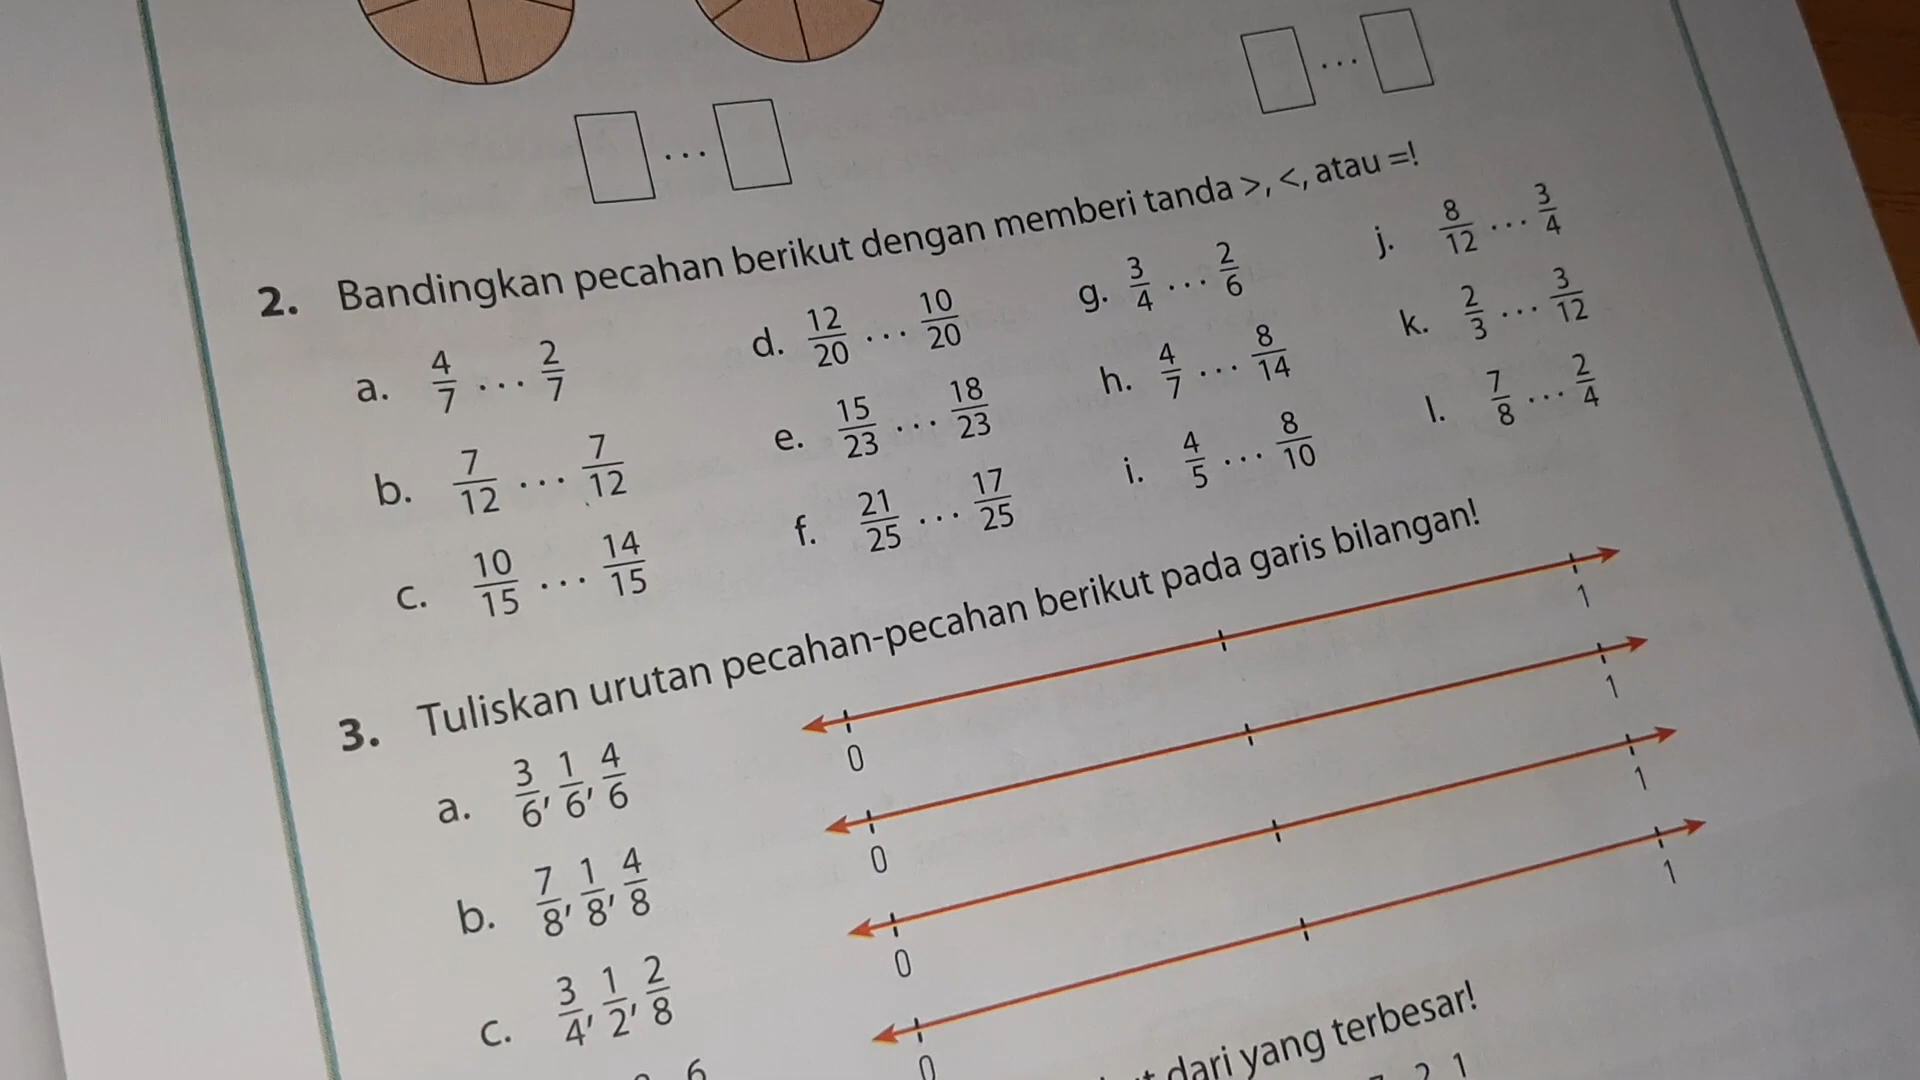 ... ...
2. Bandingkan pecahan berikut dengan memberi tanda >, <, atau =!
a. 4/7 ... 2/7
b. 7/12 ... 7/12
c. 10/15 ... 14/15
d. 12/20 ... 10/20
e. 15/23 ... 18/23
f. 21/25 ... 17/25
g. 3/4 ... 2/6
h. 4/7 ... 8/14
i. 4/5 ... 8/10
j. 8/12 ... 3/4
k. 2/3 ... 3/12
l. 7/8 ... 2/4
3. Tuliskan urutan pecahan-pecahan berikut pada garis bilangan!
a. 3/6, 1/6, 4/6
0 1
b. 7/8, 1/8, 4/8
0 1
c. 3/4, 1/2, 2/8
0 1
6
0 1
dari yang terbesar!
2 1